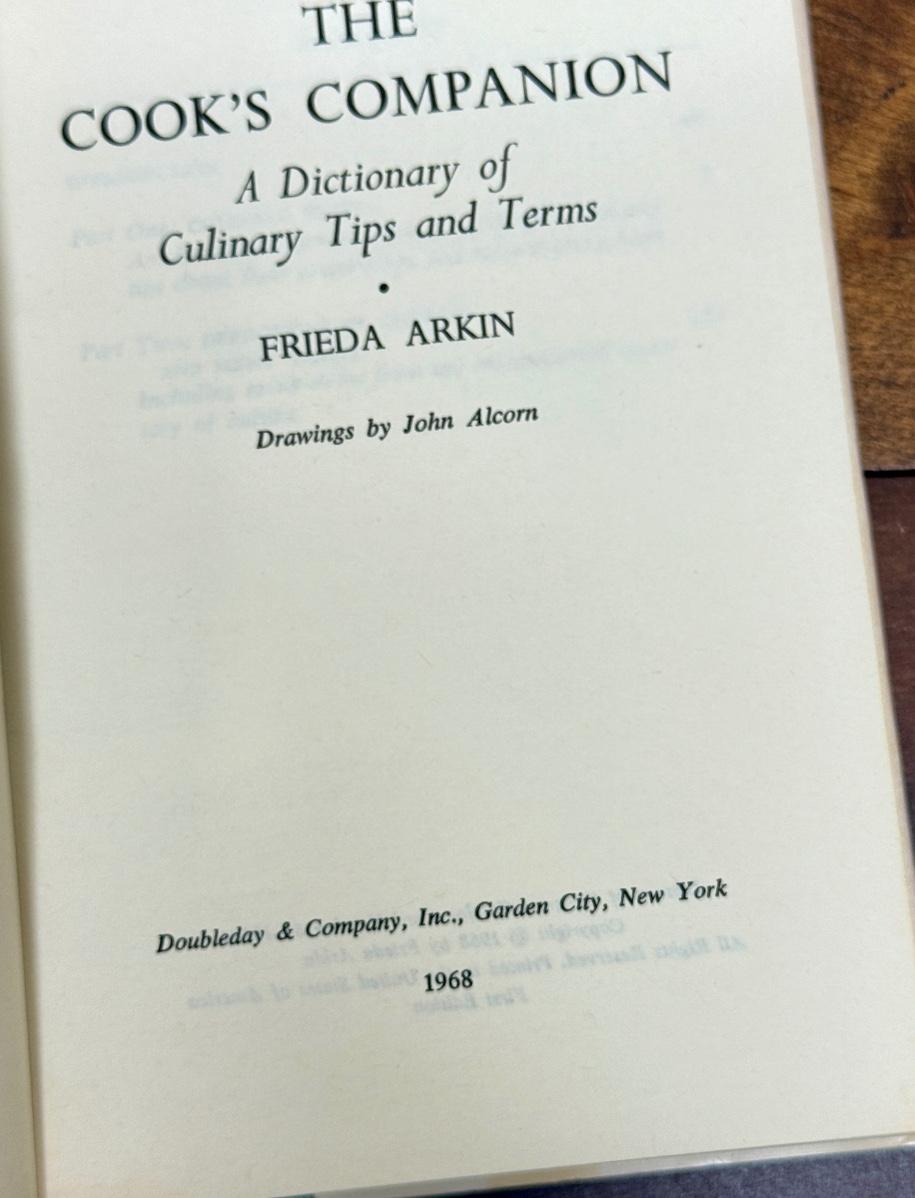 THE
COOK'S COMPANION
A Dictionary of
Culinary Tips and Terms
•
FRIEDA ARKIN
Drawings by John Alcorn
Doubleday & Company, Inc., Garden City, New York
1968